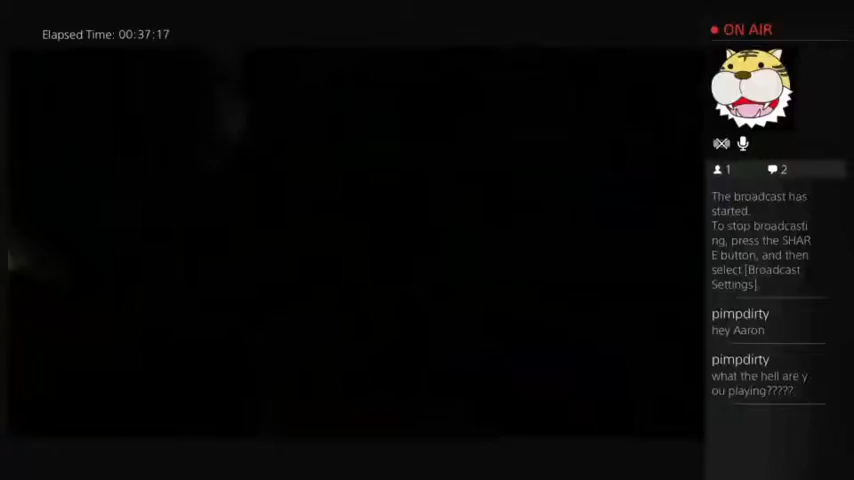 Elapsed Time: 00:37:17
ON AIR
1 2
The broadcast has
started.
To stop broadcasti
ng, press the SHAR
E button, and then
select [Broadcast
Settings].
pimpdirty
hey Aaron
pimpdirty
what the hell are y
ou playing?????